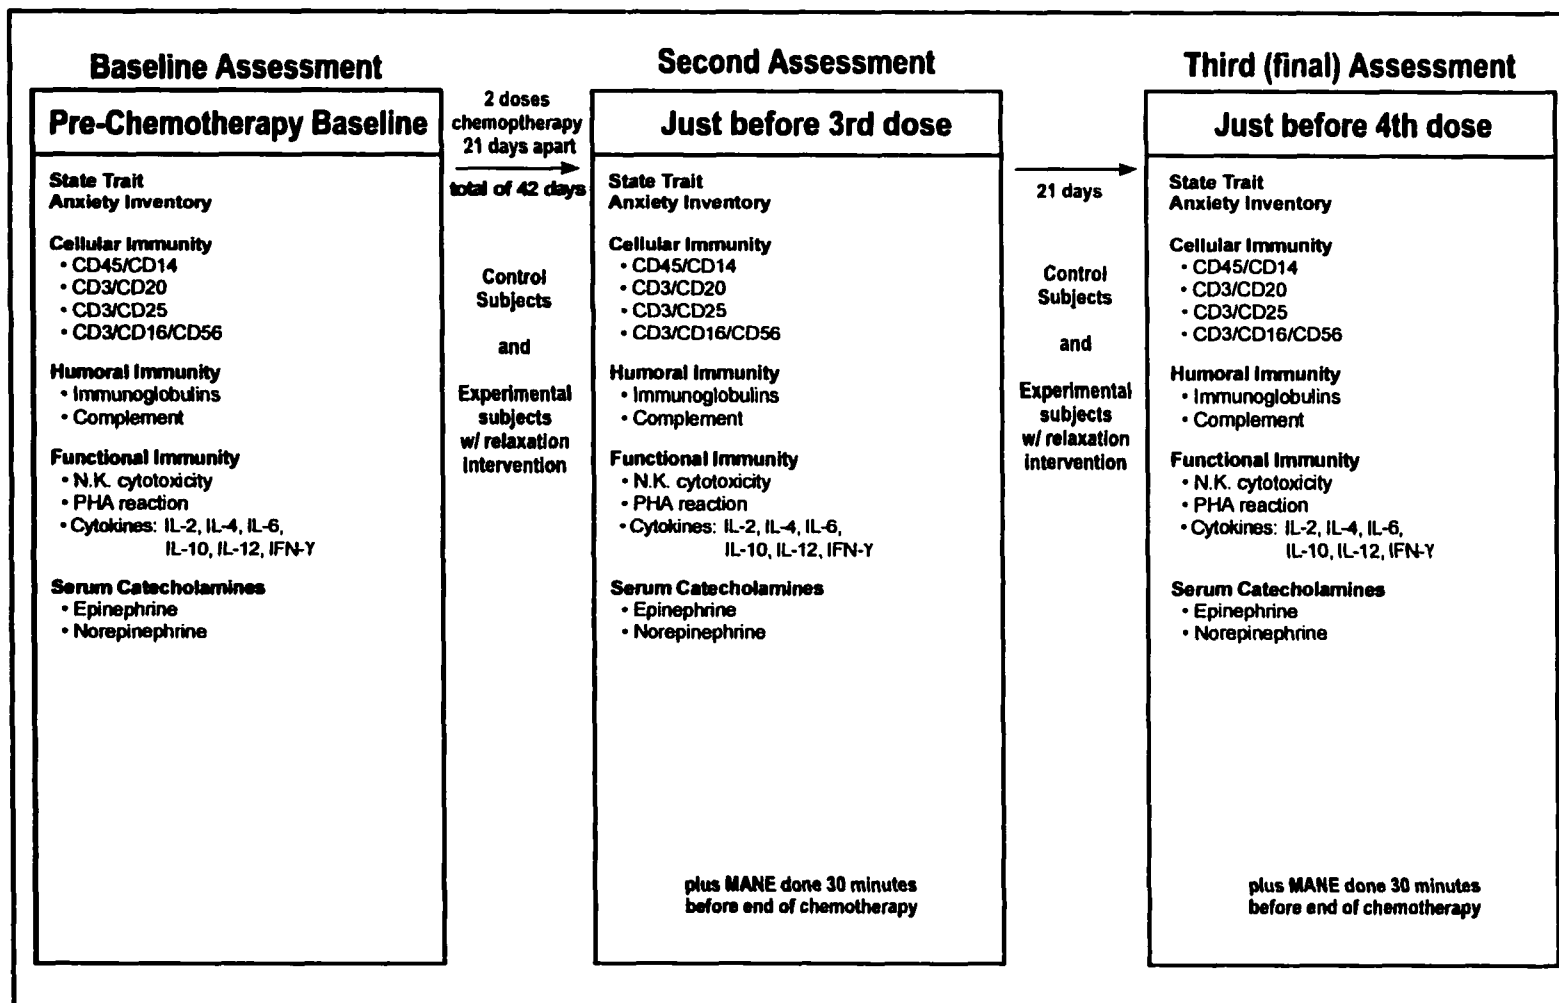 Baseline Assessment
Pre-Chemotherapy Baseline
State Trait
Anxiety Inventory
Cellular Immunity
• CD45/CD14
• CD3/CD20
• CD3/CD25
• CD3/CD16/CD56
Humoral Immunity
• Immunoglobulins
• Complement
Functional Immunity
• N.K. cytotoxicity
• PHA reaction
• Cytokines: IL-2, IL-4, IL-6,
IL-10, IL-12, IFN-γ
Serum Catecholamines
• Epinephrine
• Norepinephrine
2 doses
chemoptherapy
21 days apart
total of 42 days
Control
Subjects
and
Experimental
subjects
w/ relaxation
intervention
Second Assessment
Just before 3rd dose
State Trait
Anxiety Inventory
Cellular Immunity
• CD45/CD14
• CD3/CD20
• CD3/CD25
• CD3/CD16/CD56
Humoral Immunity
• Immunoglobulins
• Complement
Functional Immunity
• N.K. cytotoxicity
• PHA reaction
• Cytokines: IL-2, IL-4, IL-6,
IL-10, IL-12, IFN-γ
Serum Catecholamines
• Epinephrine
• Norepinephrine
plus MANE done 30 minutes
before end of chemotherapy
21 days
Control
Subjects
and
Experimental
subjects
w/ relaxation
intervention
Third (final) Assessment
Just before 4th dose
State Trait
Anxiety Inventory
Cellular Immunity
• CD45/CD14
• CD3/CD20
• CD3/CD25
• CD3/CD16/CD56
Humoral Immunity
• Immunoglobulins
• Complement
Functional Immunity
• N.K. cytotoxicity
• PHA reaction
• Cytokines: IL-2, IL-4, IL-6,
IL-10, IL-12, IFN-γ
Serum Catecholamines
• Epinephrine
• Norepinephrine
plus MANE done 30 minutes
before end of chemotherapy